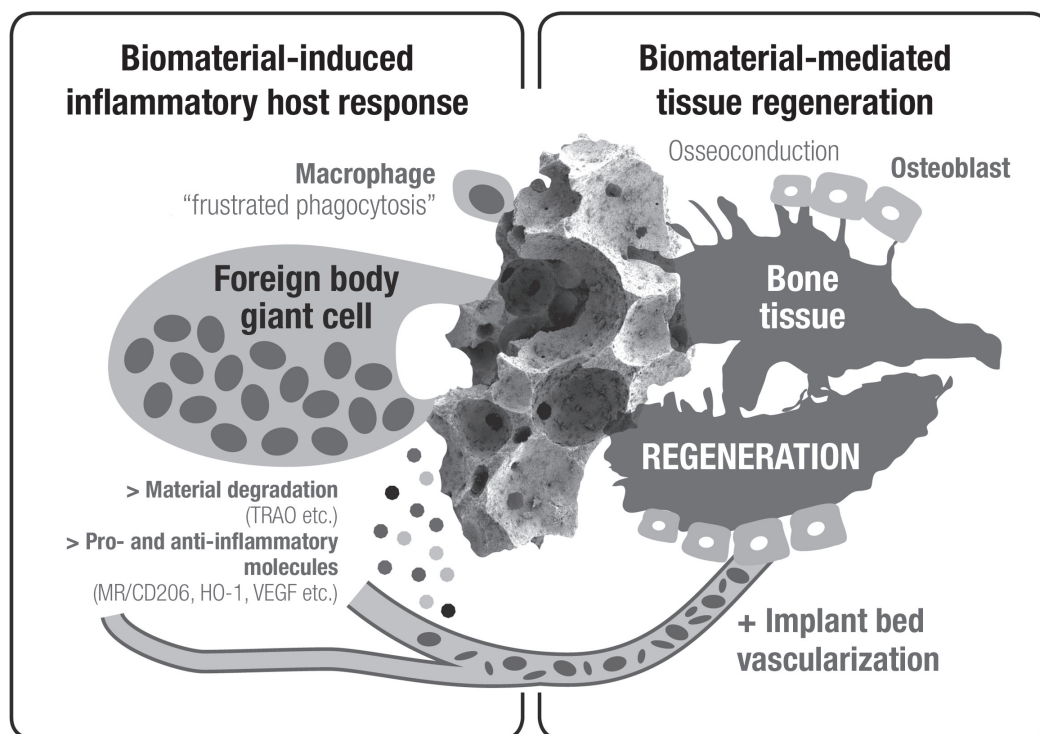 Biomaterial-induced
inflammatory host response
Macrophage
“frustrated phagocytosis”
Foreign body
giant cell
> Material degradation
(TRAO etc.)
> Pro- and anti-inflammatory
molecules
(MR/CD206, HO-1, VEGF etc.)
Biomaterial-mediated
tissue regeneration
Osseoconduction
Osteoblast
Bone
tissue
REGENERATION
+ Implant bed
vascularization